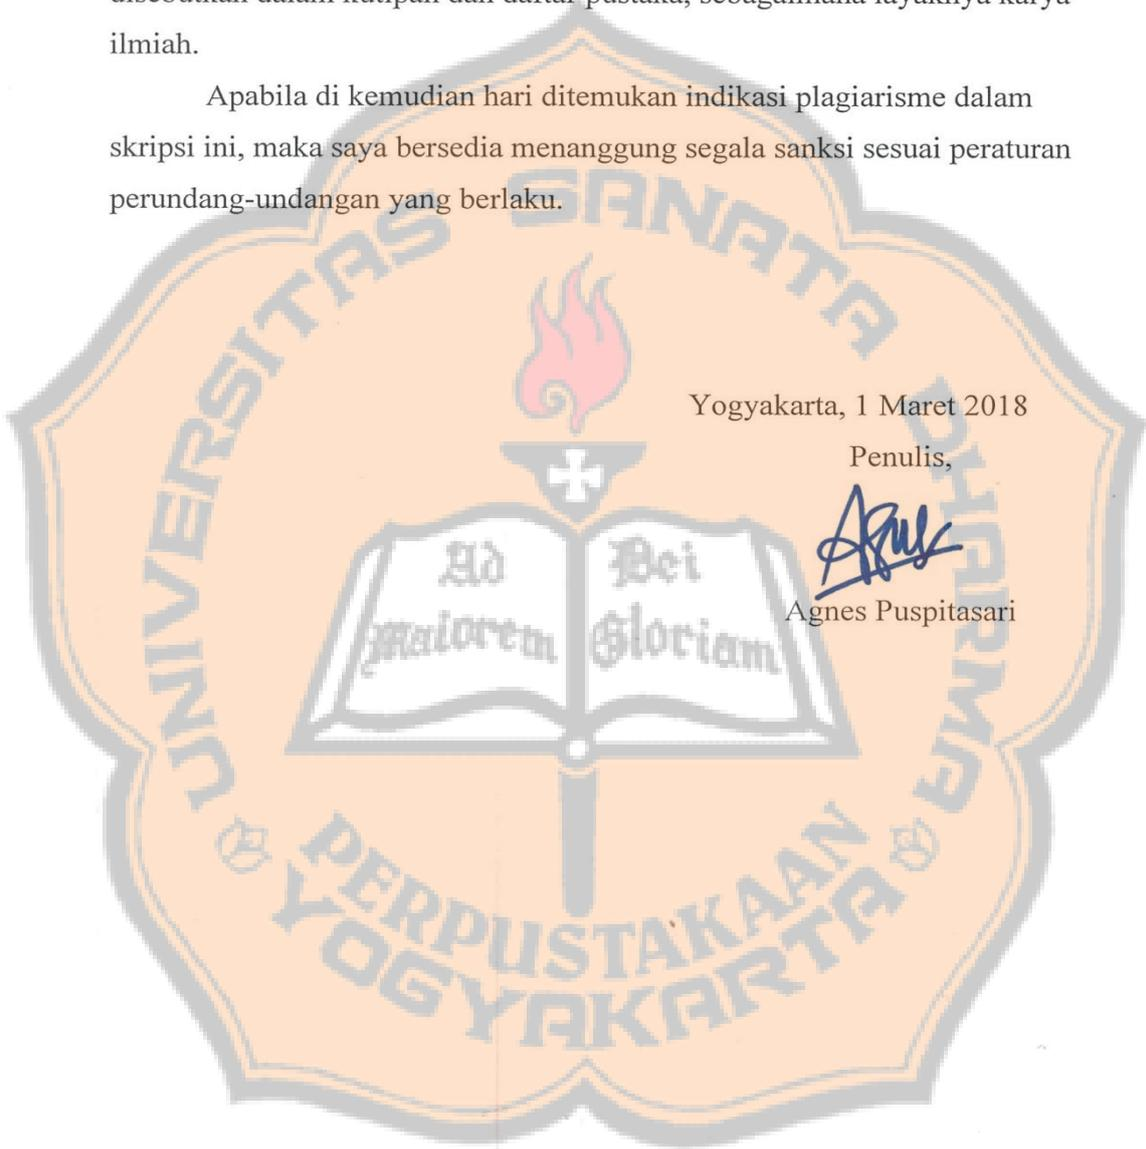 ilmiah.
Apabila di kemudian hari ditemukan indikasi plagiarisme dalam
skripsi ini, maka saya bersedia menanggung segala sanksi sesuai peraturan
perundang-undangan yang berlaku.
UNIVERSITAS SANATA DHARMA
Yogyakarta, 1 Maret 2018
Penulis,
Agnes Puspitasari
Ad
maiorem
Dei
Gloriam
PERPUSTAKAAN
YOGYAKARTA